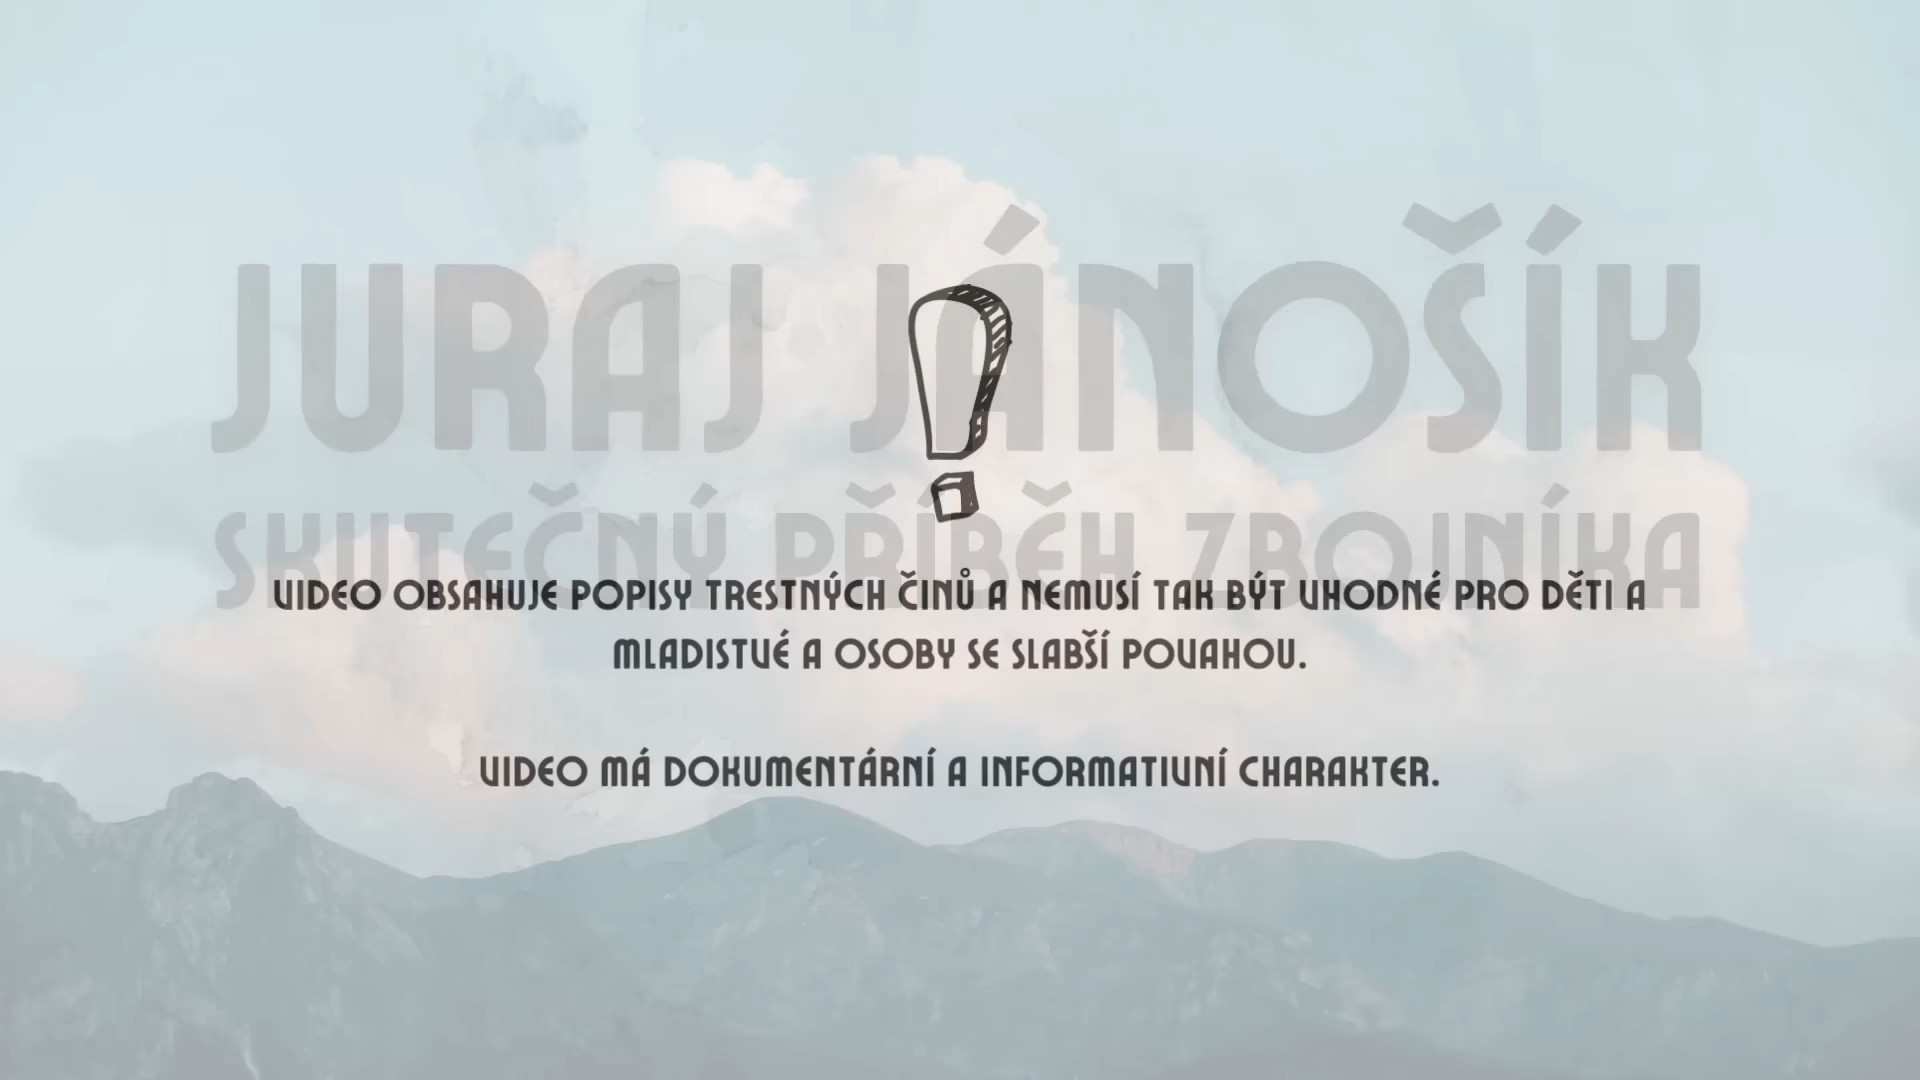 JURAJ JÁNOŠÍK
SKUTEČNÝ PŘÍBĚH ZBOJNÍKA
!
VIDEO OBSAHUJE POPISY TRESTNÝCH ČINŮ A NEMUSÍ TAK BÝT VHODNÉ PRO DĚTI A
MLADISTVÉ A OSOBY SE SLABŠÍ POVAHOU.
VIDEO MÁ DOKUMENTÁRNÍ A INFORMATIVNÍ CHARAKTER.